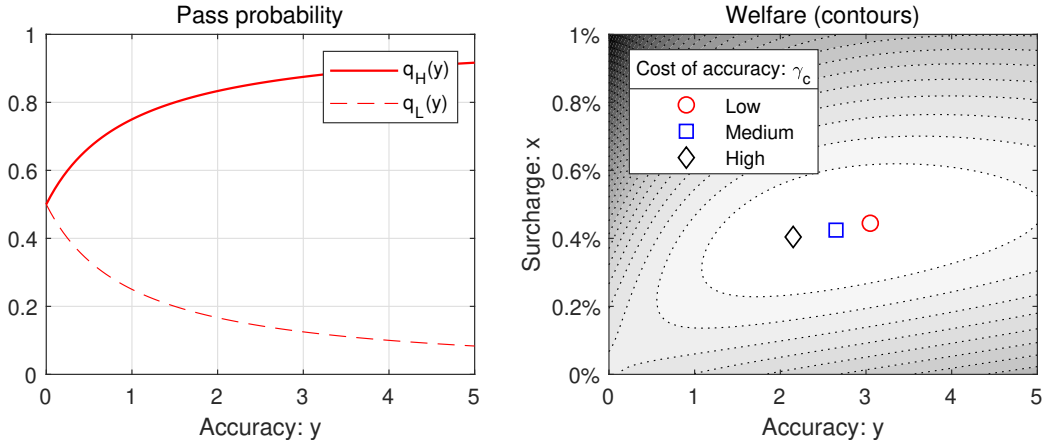 Pass probability
1
0.8
0.6
0.4
0.2
0
0 1 2 3 4 5
Accuracy: y
q_H(y)
q_L(y)
Welfare (contours)
Surcharge: x
1%
0.8%
0.6%
0.4%
0.2%
0%
0 1 2 3 4 5
Accuracy: y
Cost of accuracy: γ_c
Low
Medium
High